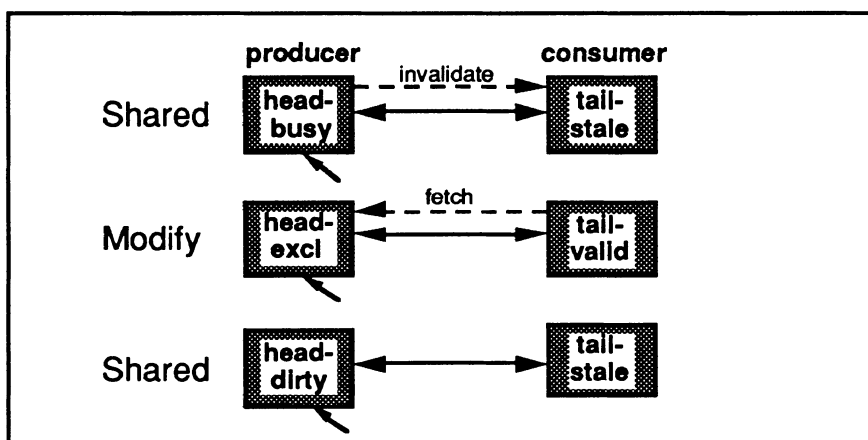 producer consumer
invalidate
Shared
head-
busy
tail-
stale
fetch
Modify
head-
excl
tail-
valid
Shared
head-
dirty
tail-
stale